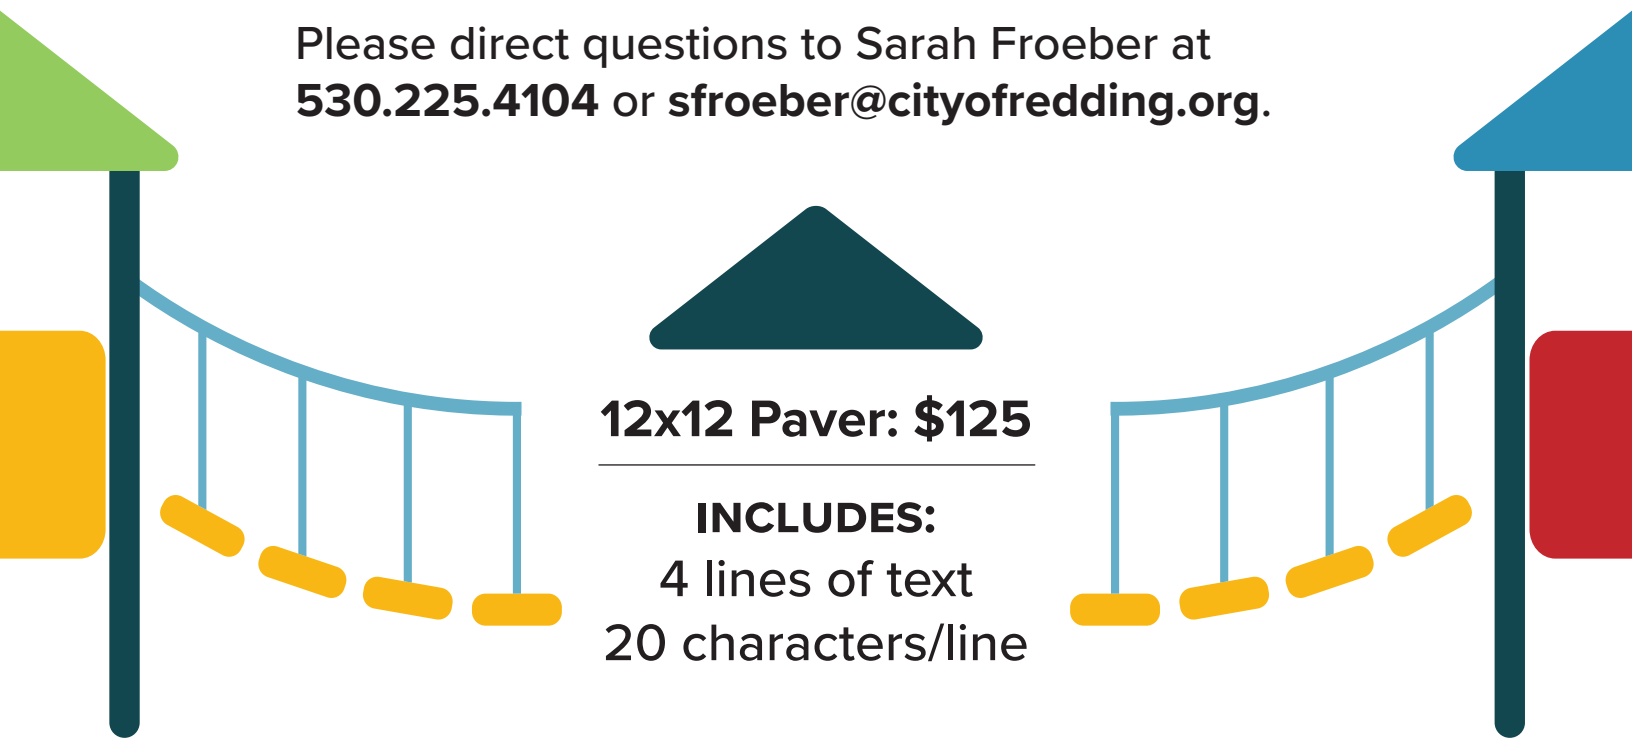 Please direct questions to Sarah Froeber at
530.225.4104 or sfroeber@cityofredding.org.
12x12 Paver: $125
INCLUDES:
4 lines of text
20 characters/line